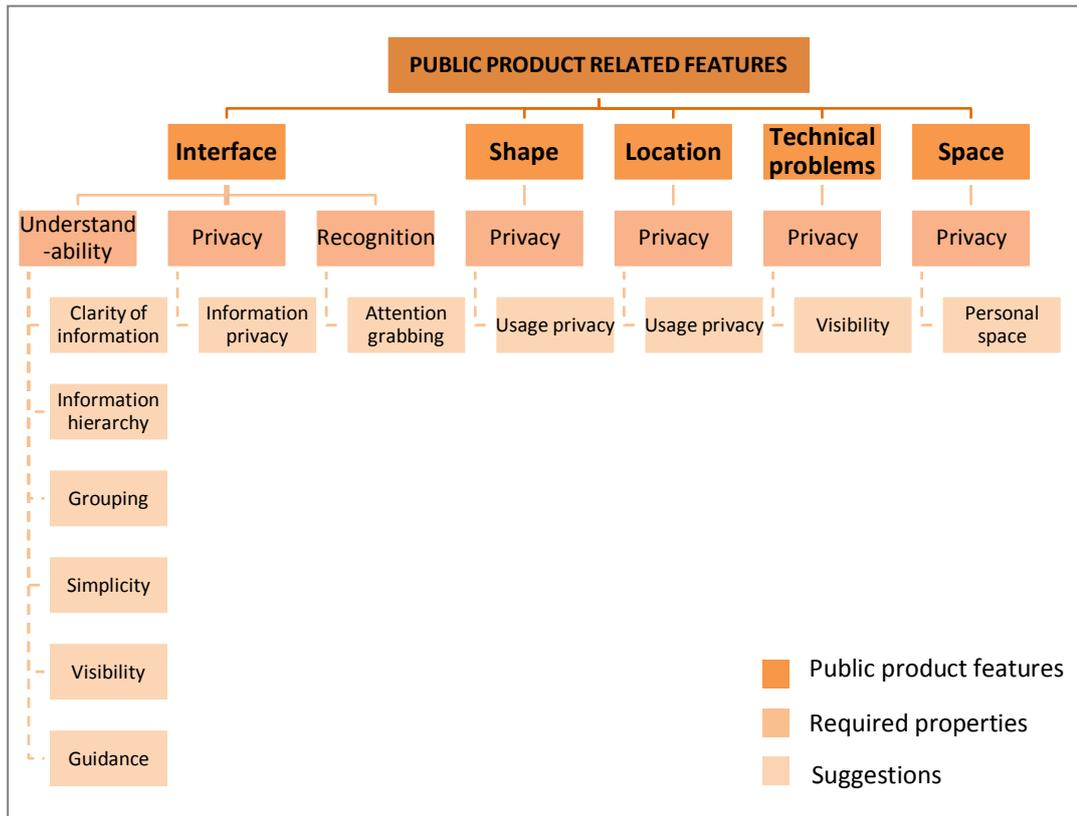 PUBLIC PRODUCT RELATED FEATURES
Interface
Shape
Location
Technical
problems
Space
Understand
-ability
Privacy
Recognition
Privacy
Privacy
Privacy
Privacy
Clarity of
information
Information
privacy
Attention
grabbing
Usage privacy
Usage privacy
Visibility
Personal
space
Information
hierarchy
Grouping
Simplicity
Visibility
Guidance
Public product features
Required properties
Suggestions